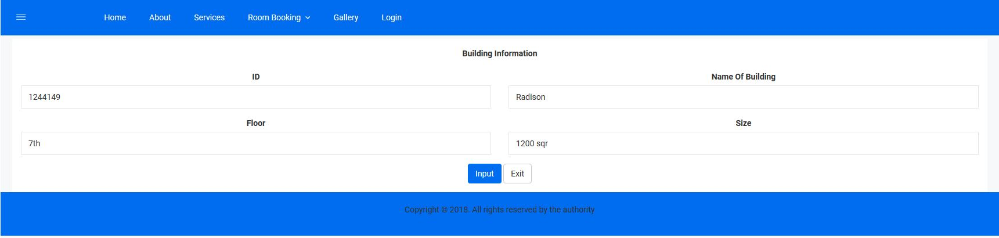 Home About Services Room Booking Gallery Login
Building Information
ID Name Of Building
1244149 Radison
Floor Size
7th 1200 sqr
Input Exit
Copyright © 2018. All rights reserved by the authority